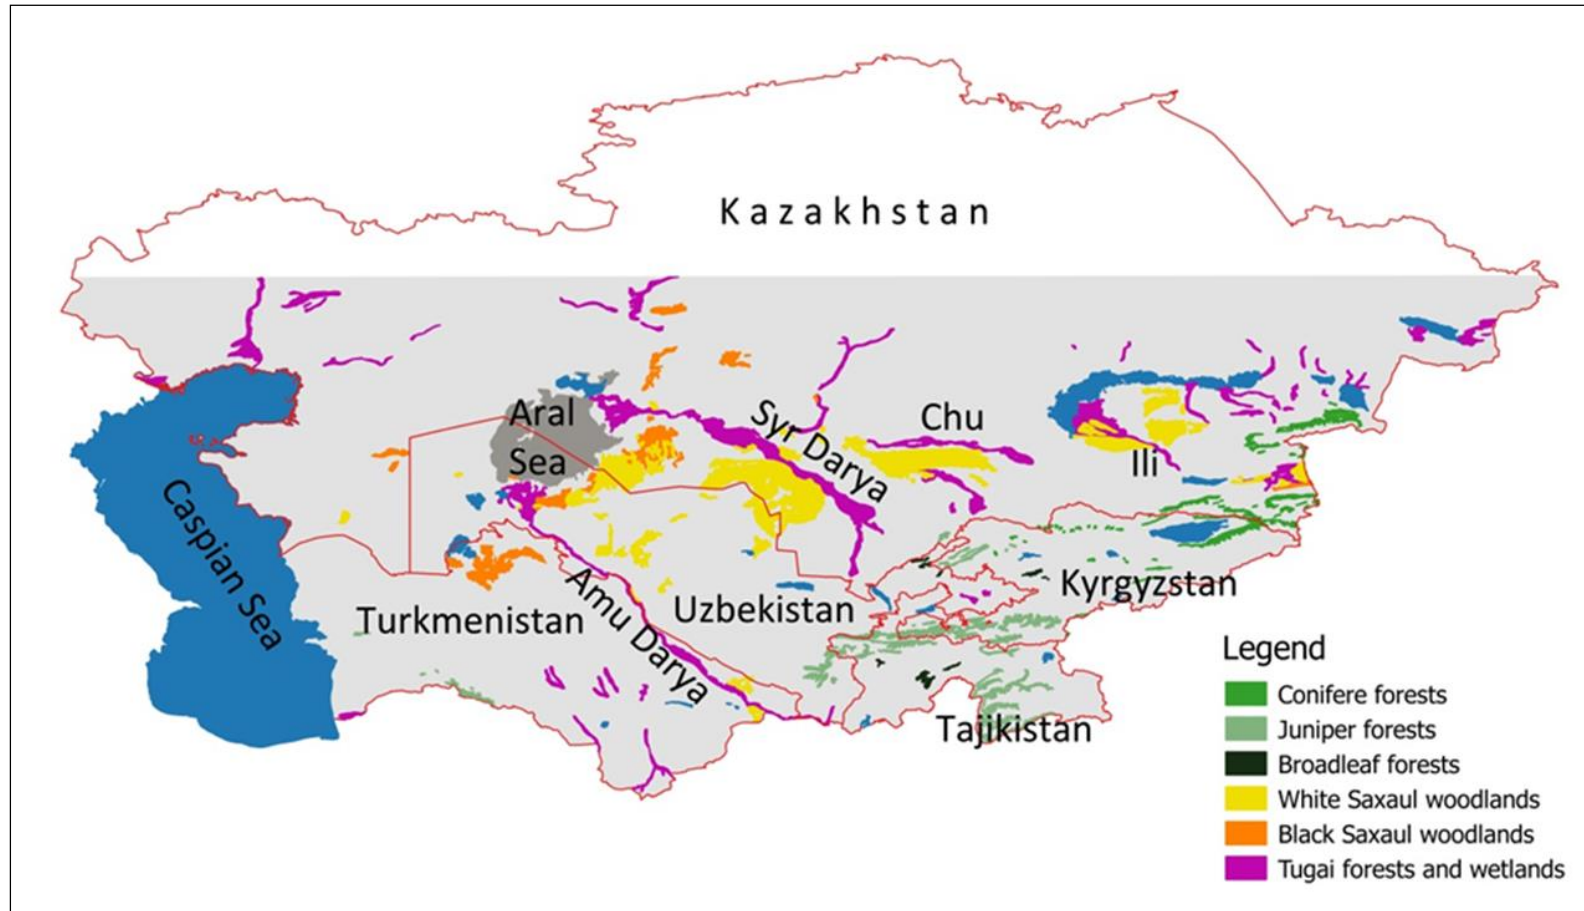 Kazakhstan
Aral
Sea
Syr Darya
Chu
Ili
Caspian Sea
Amu Darya
Turkmenistan
Uzbekistan
Kyrgyzstan
Tajikistan
Legend
Conifere forests
Juniper forests
Broadleaf forests
White Saxaul woodlands
Black Saxaul woodlands
Tugai forests and wetlands